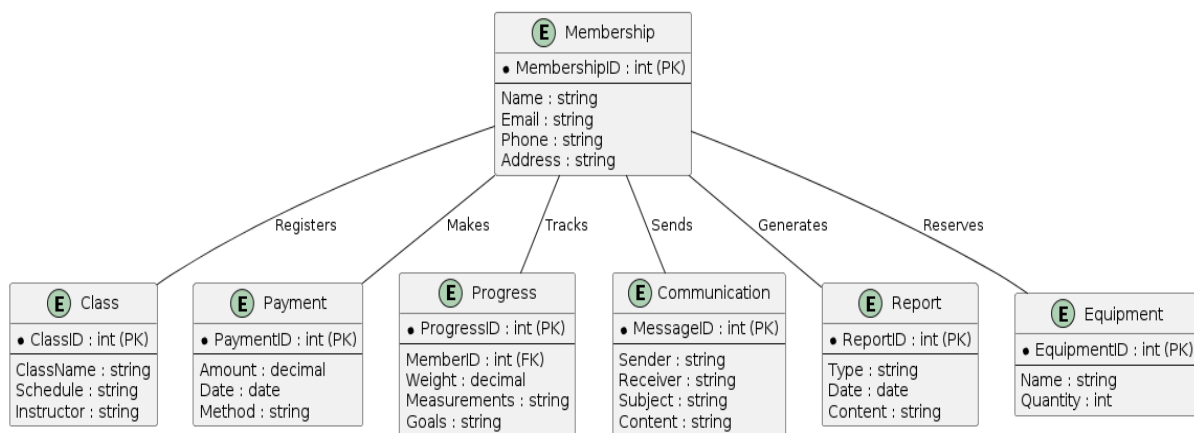 E Membership
MembershipID : int (PK)
Name : string
Email : string
Phone : string
Address : string
Registers
Makes
Tracks
Sends
Generates
Reserves
E Class
ClassID : int (PK)
ClassName : string
Schedule : string
Instructor : string
E Payment
PaymentID : int (PK)
Amount : decimal
Date : date
Method : string
E Progress
ProgressID : int (PK)
MemberID : int (FK)
Weight : decimal
Measurements : string
Goals : string
E Communication
MessageID : int (PK)
Sender : string
Receiver : string
Subject : string
Content : string
E Report
ReportID : int (PK)
Type : string
Date : date
Content : string
E Equipment
EquipmentID : int (PK)
Name : string
Quantity : int